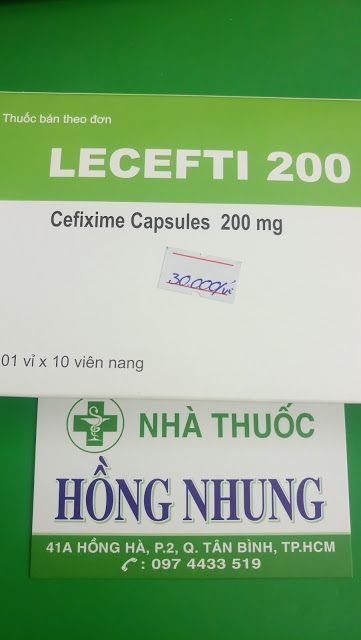 Thuốc bán theo đơn
LECEFTI 200
Cefixime Capsules 200 mg
30.000/vỉ
01 vỉ x 10 viên nang
NHÀ THUỐC
HỒNG NHUNG
41A HỒNG HÀ, P.2, Q. TÂN BÌNH, TP.HCM
: 097 4433 519